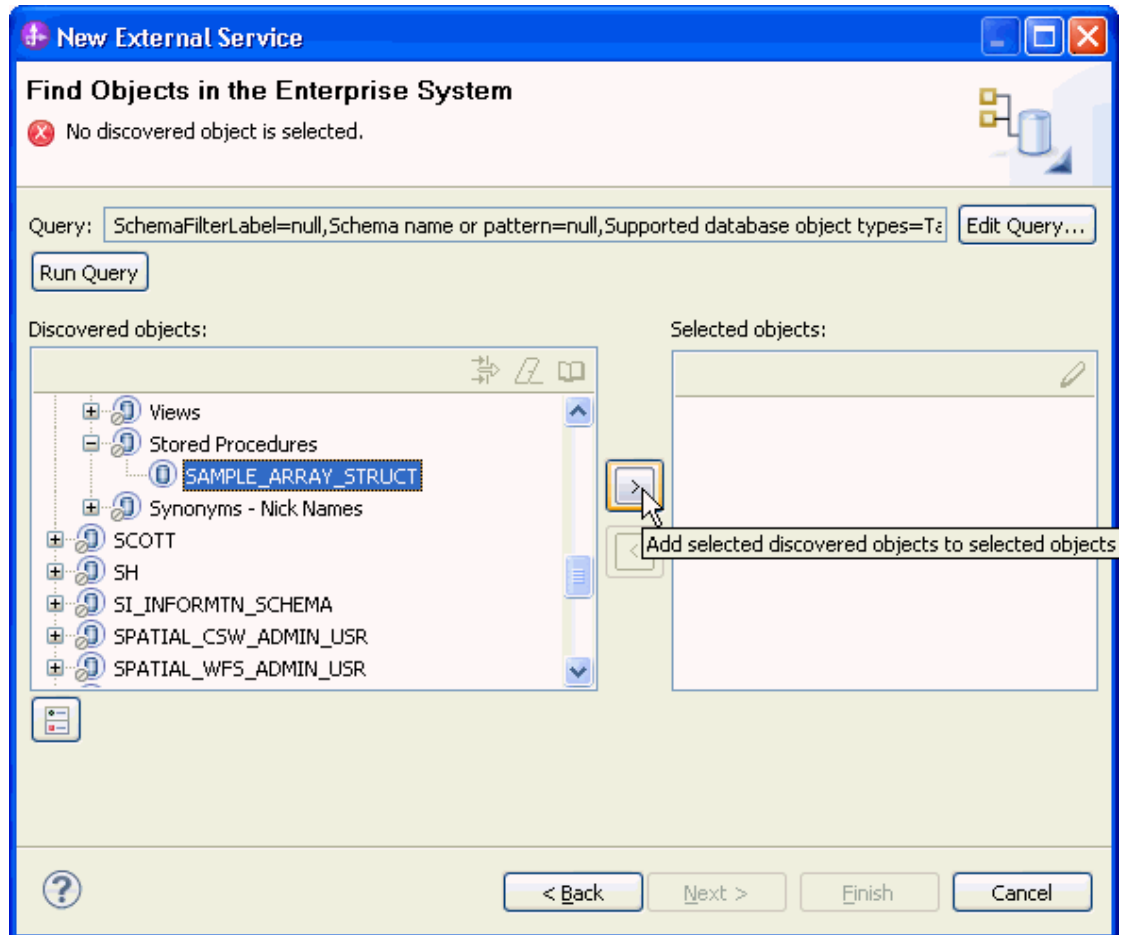 New External Service
Find Objects in the Enterprise System
No discovered object is selected.
Query: SchemaFilterLabel=null,Schema name or pattern=null,Supported database object types=Ta Edit Query...
Run Query
Discovered objects: Selected objects:
Views
Stored Procedures
SAMPLE_ARRAY_STRUCT
>
Synonyms - Nick Names
SCOTT
< Add selected discovered objects to selected objects
SH
SI_INFORMTN_SCHEMA
SPATIAL_CSW_ADMIN_USR
SPATIAL_WFS_ADMIN_USR
? < Back Next > Finish Cancel